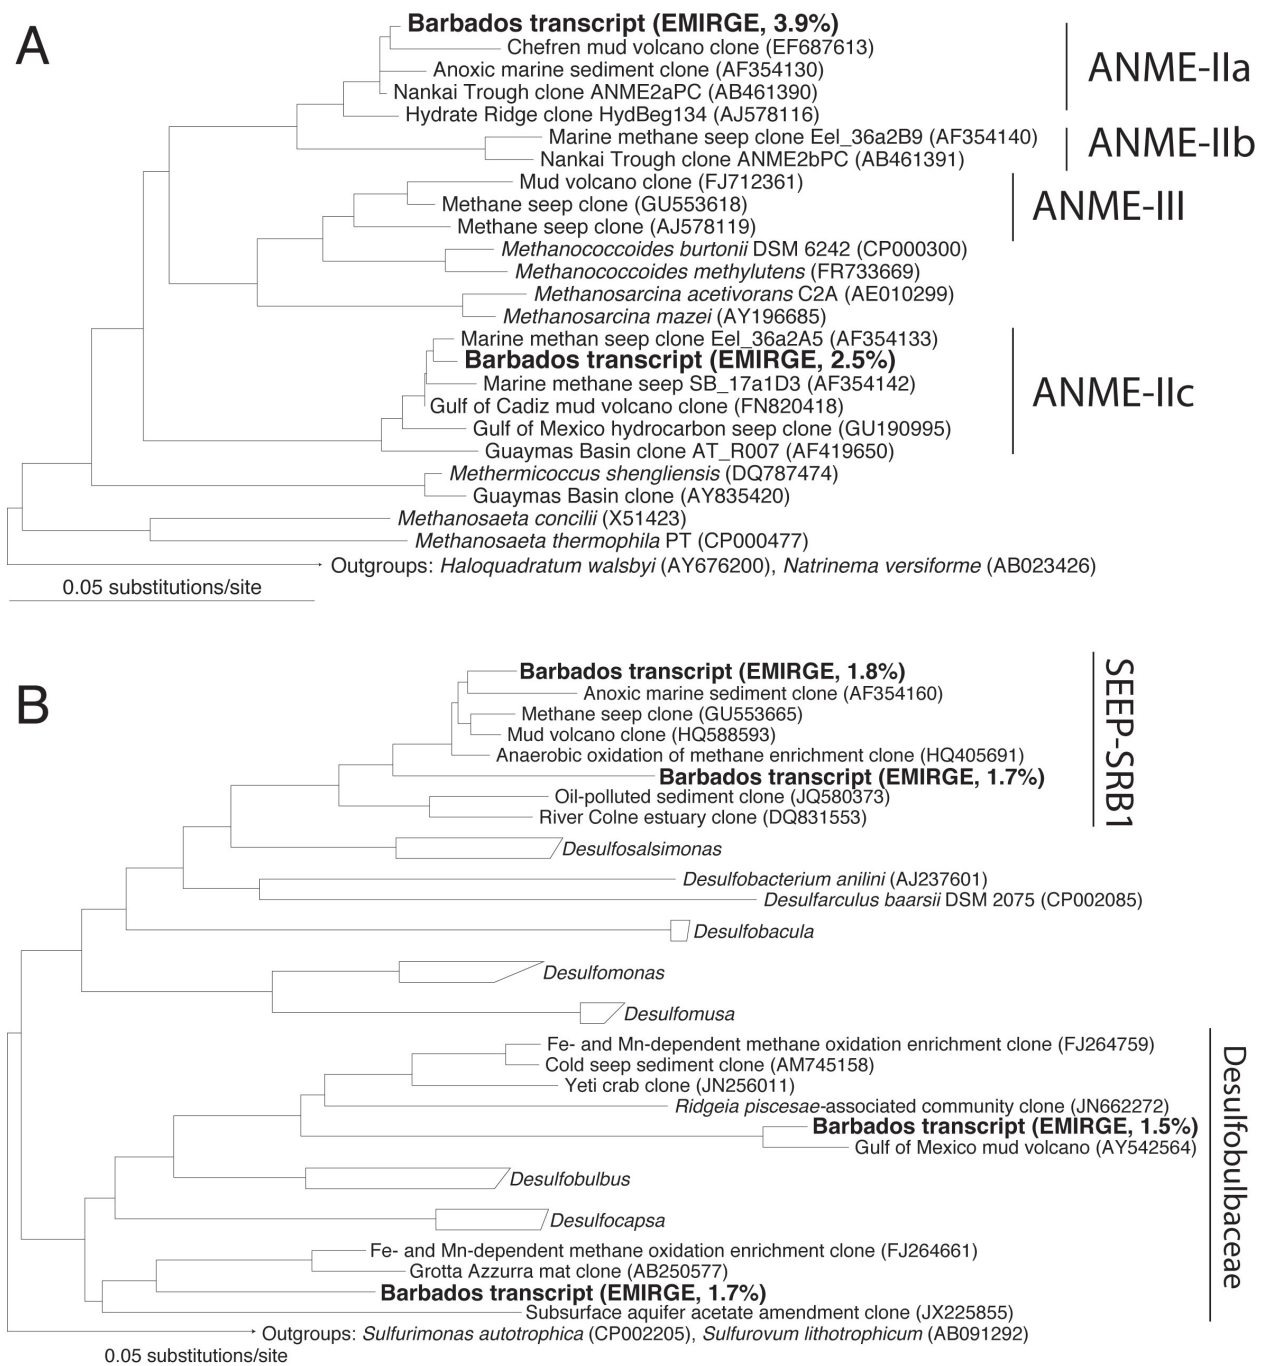 A
Barbados transcript (EMIRGE, 3.9%)
Chefren mud volcano clone (EF687613)
Anoxic marine sediment clone (AF354130)
Nankai Trough clone ANME2aPC (AB461390)
Hydrate Ridge clone HydBeg134 (AJ578116)
ANME-IIa
Marine methane seep clone Eel_36a2B9 (AF354140)
Nankai Trough clone ANME2bPC (AB461391)
ANME-IIb
Mud volcano clone (FJ712361)
Methane seep clone (GU553618)
Methane seep clone (AJ578119)
ANME-III
Methanococcoides burtonii DSM 6242 (CP000300)
Methanococcoides methylutens (FR733669)
Methanosarcina acetivorans C2A (AE010299)
Methanosarcina mazei (AY196685)
Marine methan seep clone Eel_36a2A5 (AF354133)
Barbados transcript (EMIRGE, 2.5%)
Marine methane seep SB_17a1D3 (AF354142)
Gulf of Cadiz mud volcano clone (FN820418)
Gulf of Mexico hydrocarbon seep clone (GU190995)
Guaymas Basin clone AT_R007 (AF419650)
ANME-IIc
Methermicoccus shengliensis (DQ787474)
Guaymas Basin clone (AY835420)
Methanosaeta concilii (X51423)
Methanosaeta thermophila PT (CP000477)
Outgroups: Haloquadratum walsbyi (AY676200), Natrinema versiforme (AB023426)
0.05 substitutions/site
B
Barbados transcript (EMIRGE, 1.8%)
Anoxic marine sediment clone (AF354160)
Methane seep clone (GU553665)
Mud volcano clone (HQ588593)
Anaerobic oxidation of methane enrichment clone (HQ405691)
Barbados transcript (EMIRGE, 1.7%)
Oil-polluted sediment clone (JQ580373)
River Colne estuary clone (DQ831553)
SEEP-SRB1
Desulfosalsimonas
Desulfobacterium anilini (AJ237601)
Desulfarculus baarsii DSM 2075 (CP002085)
Desulfobacula
Desulfomonas
Desulfomusa
Fe- and Mn-dependent methane oxidation enrichment clone (FJ264759)
Cold seep sediment clone (AM745158)
Yeti crab clone (JN256011)
Ridgeia piscesae-associated community clone (JN662272)
Barbados transcript (EMIRGE, 1.5%)
Gulf of Mexico mud volcano (AY542564)
Desulfobulbus
Desulfocapsa
Fe- and Mn-dependent methane oxidation enrichment clone (FJ264661)
Grotta Azzurra mat clone (AB250577)
Barbados transcript (EMIRGE, 1.7%)
Subsurface aquifer acetate amendment clone (JX225855)
Desulfobulbaceae
Outgroups: Sulfurimonas autotrophica (CP002205), Sulfurovum lithotrophicum (AB091292)
0.05 substitutions/site